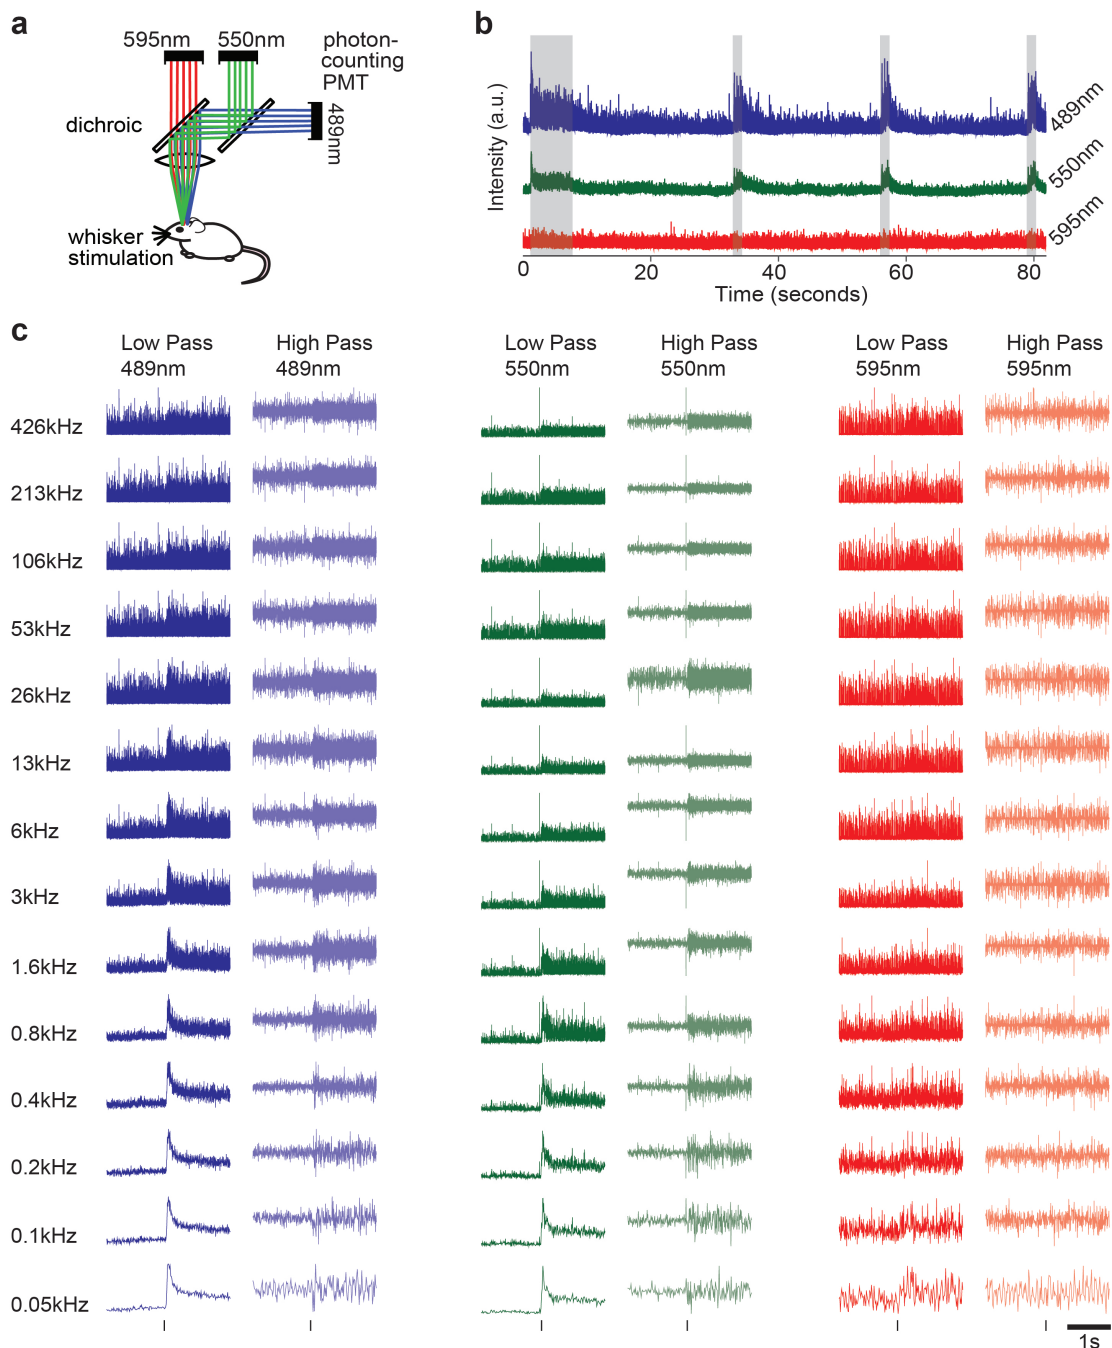 a
595nm
550nm
photon-
counting
PMT
489nm
dichroic
whisker
stimulation
b
Intensity (a.u.)
489nm
550nm
595nm
0
20
40
60
80
Time (seconds)
c
Low Pass
489nm
High Pass
489nm
Low Pass
550nm
High Pass
550nm
Low Pass
595nm
High Pass
595nm
426kHz
213kHz
106kHz
53kHz
26kHz
13kHz
6kHz
3kHz
1.6kHz
0.8kHz
0.4kHz
0.2kHz
0.1kHz
0.05kHz
1s